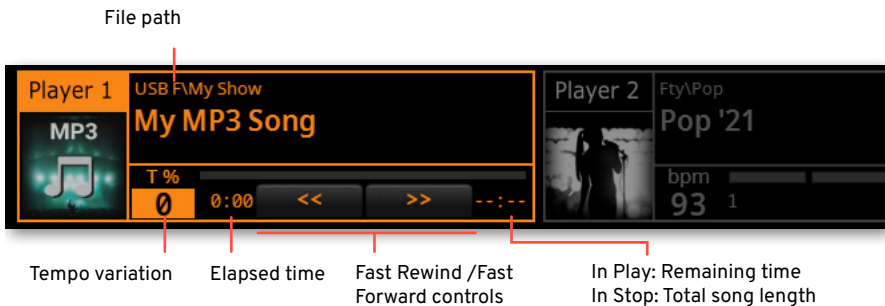 File path
Player 1
USB F\My Show
My MP3 Song
MP3
T %
0
0:00
<<
>>
--:--
Player 2
Fty\Pop
Pop '21
bpm
93
1
Tempo variation
Elapsed time
Fast Rewind /Fast
Forward controls
In Play: Remaining time
In Stop: Total song length